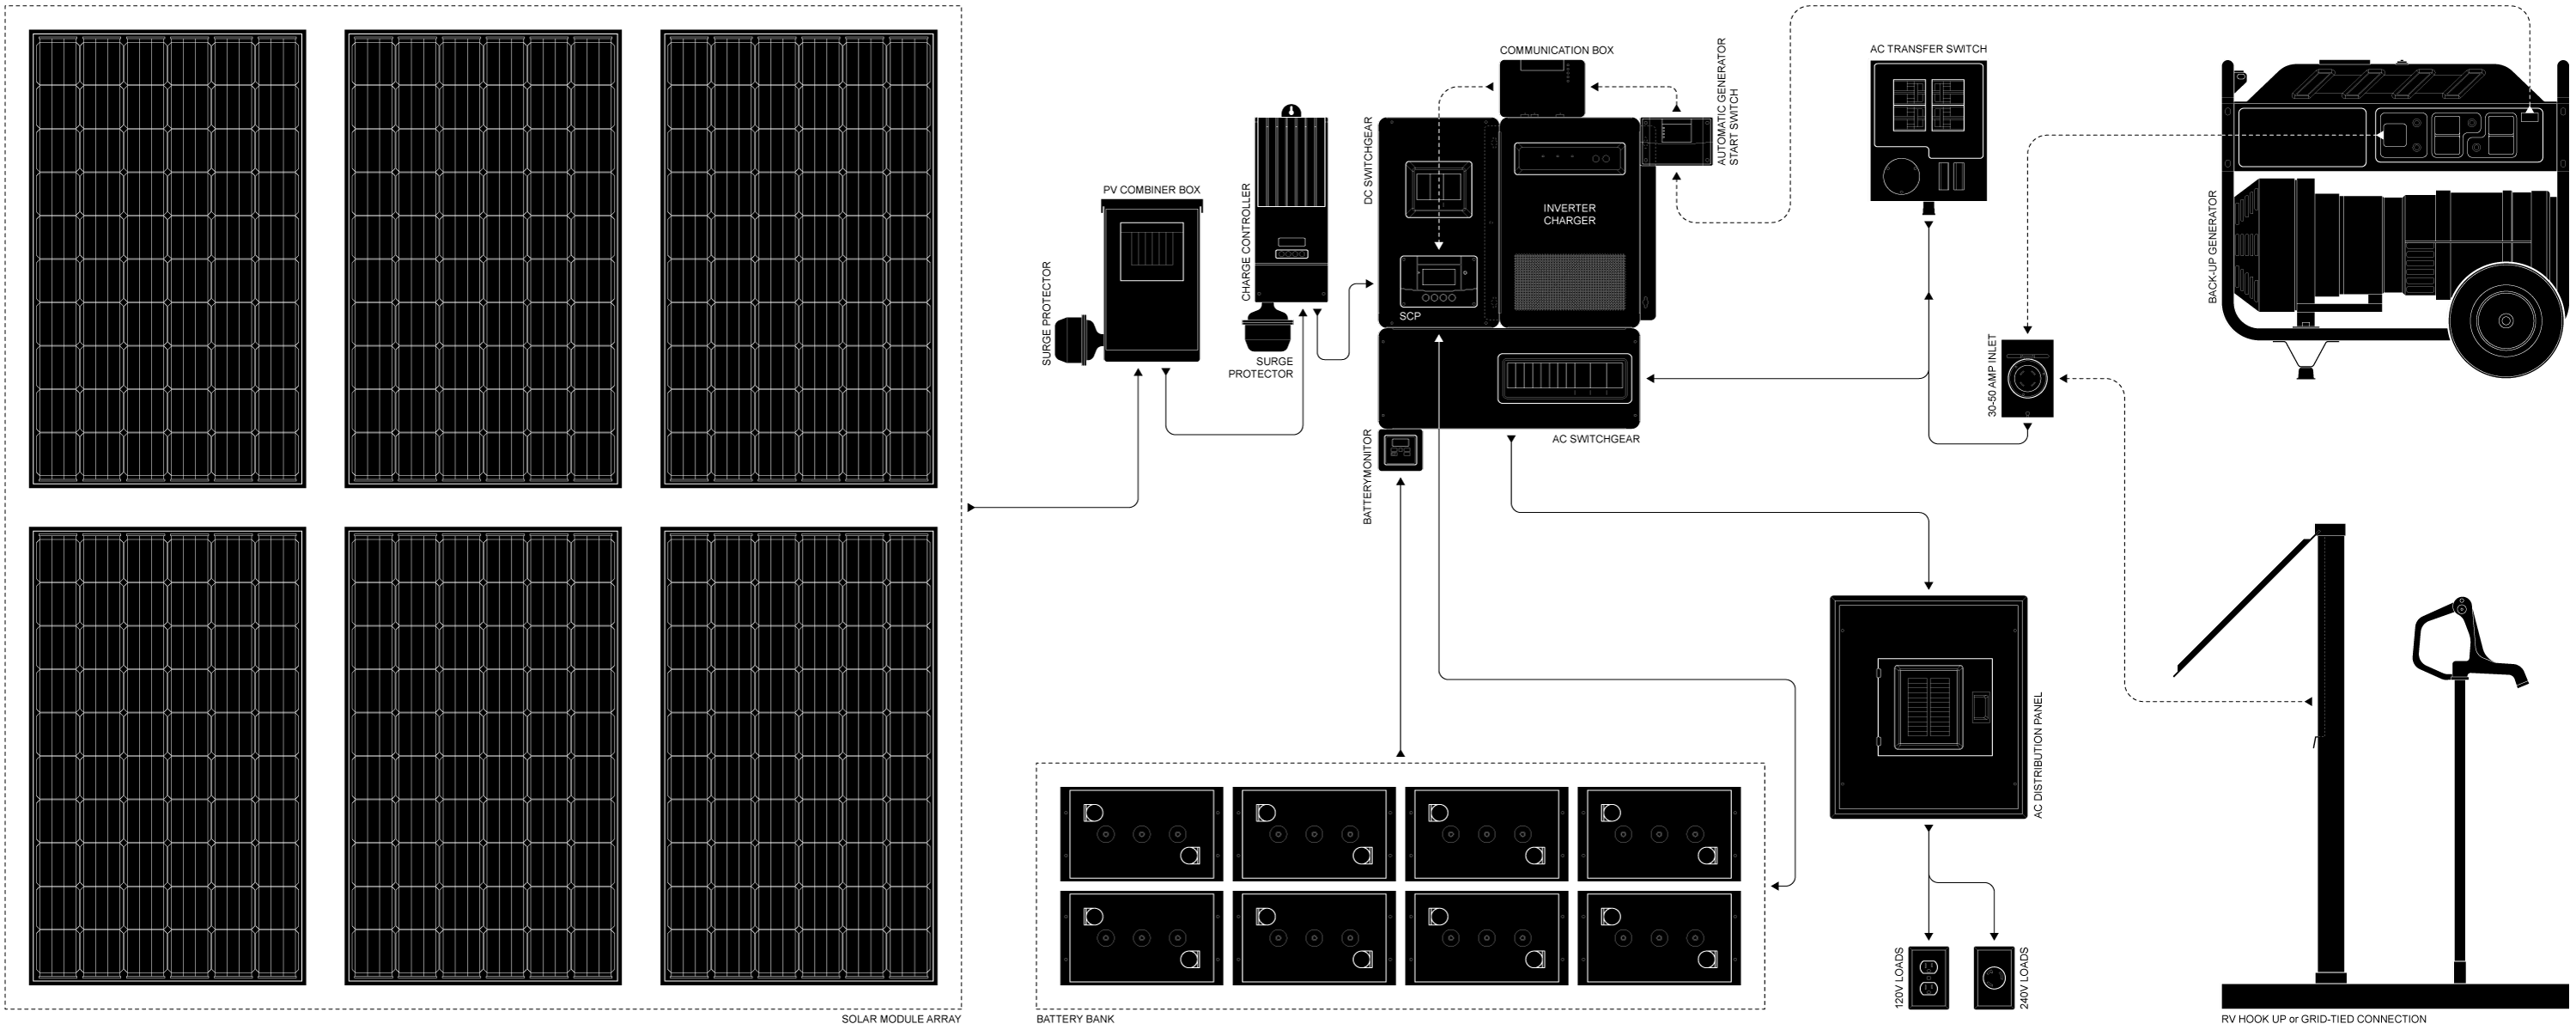 SOLAR MODULE ARRAY
SURGE PROTECTOR
PV COMBINER BOX
CHARGE CONTROLLER
SURGE
PROTECTOR
DC SWITCHGEAR
COMMUNICATION BOX
AUTOMATIC GENERATOR
START SWITCH
INVERTER
CHARGER
SCP
AC SWITCHGEAR
BATTERYMONITOR
BATTERY BANK
AC TRANSFER SWITCH
30-50 AMP INLET
BACK-UP GENERATOR
AC DISTRIBUTION PANEL
120V LOADS
240V LOADS
RV HOOK UP or GRID-TIED CONNECTION